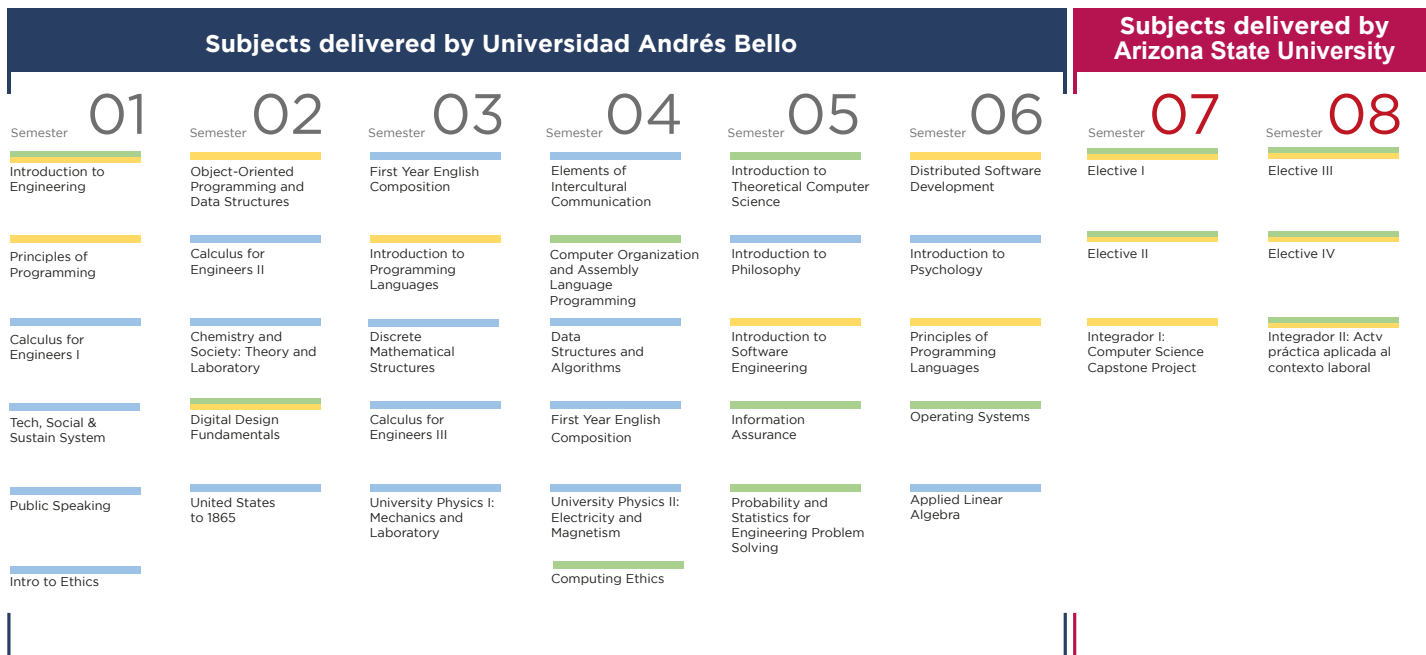 Subjects delivered by Universidad Andrés Bello
Subjects delivered by
Arizona State University
Semester 01
Introduction to
Engineering
Principles of
Programming
Calculus for
Engineers I
Tech, Social &
Sustain System
Public Speaking
Intro to Ethics
Semester 02
Object-Oriented
Programming and
Data Structures
Calculus for
Engineers II
Chemistry and
Society: Theory and
Laboratory
Digital Design
Fundamentals
United States
to 1865
Semester 03
First Year English
Composition
Introduction to
Programming
Languages
Discrete
Mathematical
Structures
Calculus for
Engineers III
University Physics I:
Mechanics and
Laboratory
Semester 04
Elements of
Intercultural
Communication
Computer Organization
and Assembly
Language
Programming
Data
Structures and
Algorithms
First Year English
Composition
University Physics II:
Electricity and
Magnetism
Computing Ethics
Semester 05
Introduction to
Theoretical Computer
Science
Introduction to
Philosophy
Introduction to
Software
Engineering
Information
Assurance
Probability and
Statistics for
Engineering Problem
Solving
Semester 06
Distributed Software
Development
Introduction to
Psychology
Principles of
Programming
Languages
Operating Systems
Applied Linear
Algebra
Semester 07
Elective I
Elective II
Integrador I:
Computer Science
Capstone Project
Semester 08
Elective III
Elective IV
Integrador II: Actv
práctica aplicada al
contexto laboral